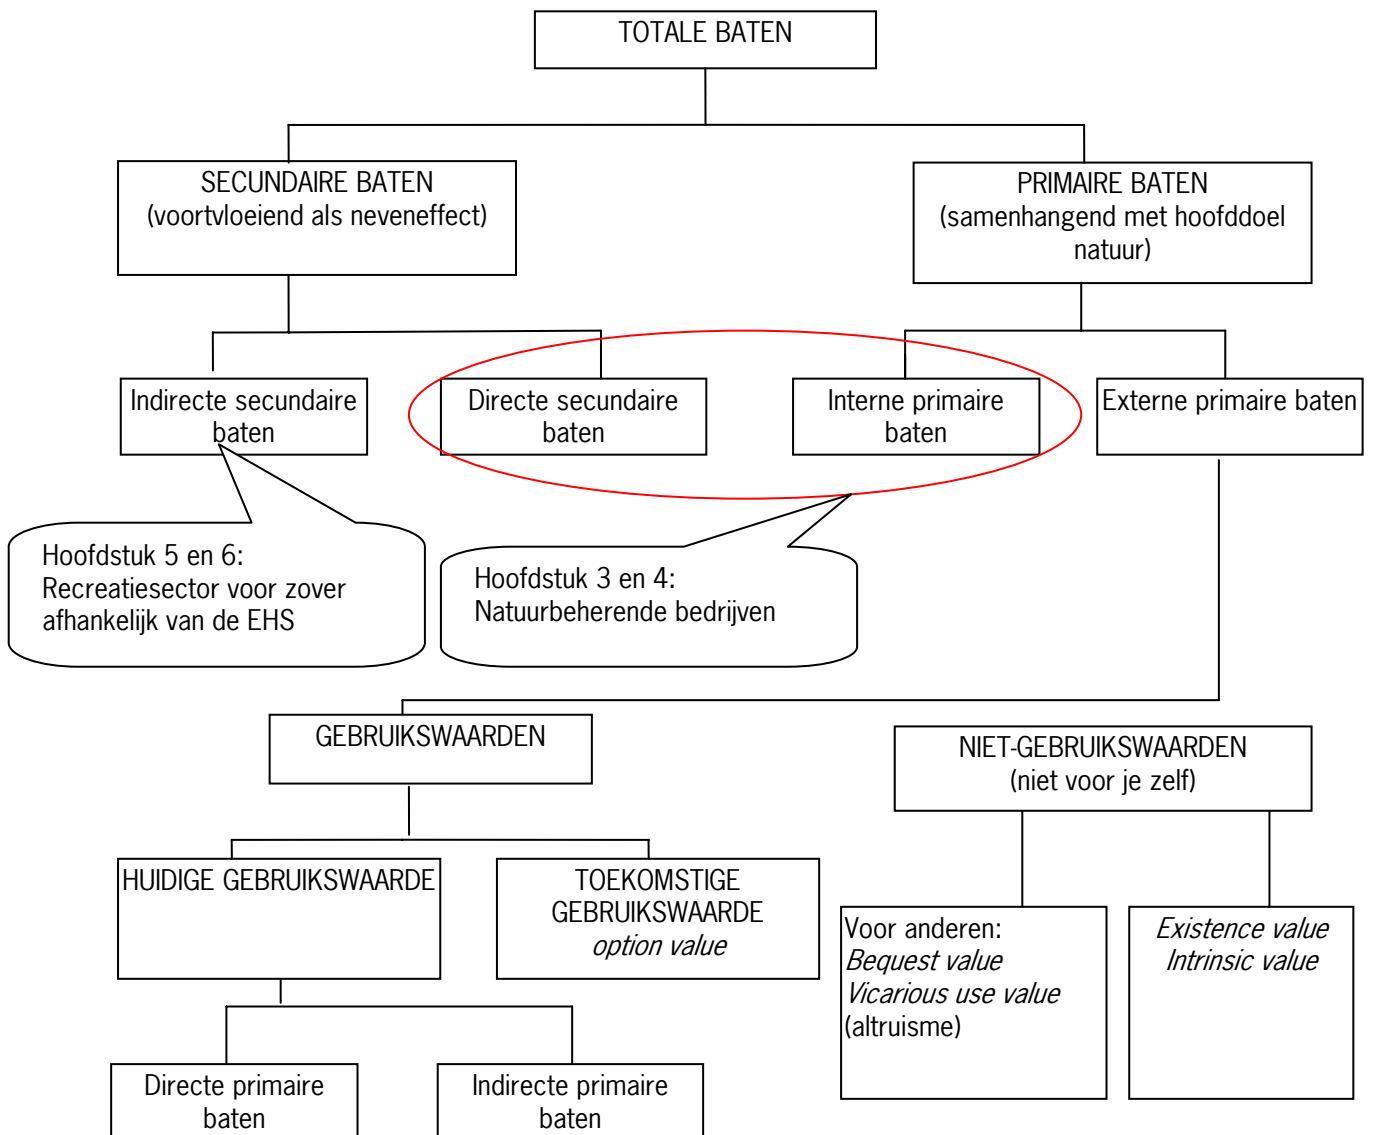 TOTALE BATEN
SECUNDAIRE BATEN
(voortvloeiend als neveneffect)
PRIMAIRE BATEN
(samenhangend met hoofddoel
natuur)
Indirecte secundaire
baten
Directe secundaire
baten
Interne primaire
baten
Externe primaire baten
Hoofdstuk 5 en 6:
Recreatiesector voor zover
afhankelijk van de EHS
Hoofdstuk 3 en 4:
Natuurbeherende bedrijven
GEBRUIKSWAARDEN
NIET-GEBRUIKSWAARDEN
(niet voor je zelf)
HUIDIGE GEBRUIKSWAARDE
TOEKOMSTIGE
GEBRUIKSWAARDE
option value
Voor anderen:
Bequest value
Vicarious use value
(altruisme)
Existence value
Intrinsic value
Directe primaire
baten
Indirecte primaire
baten